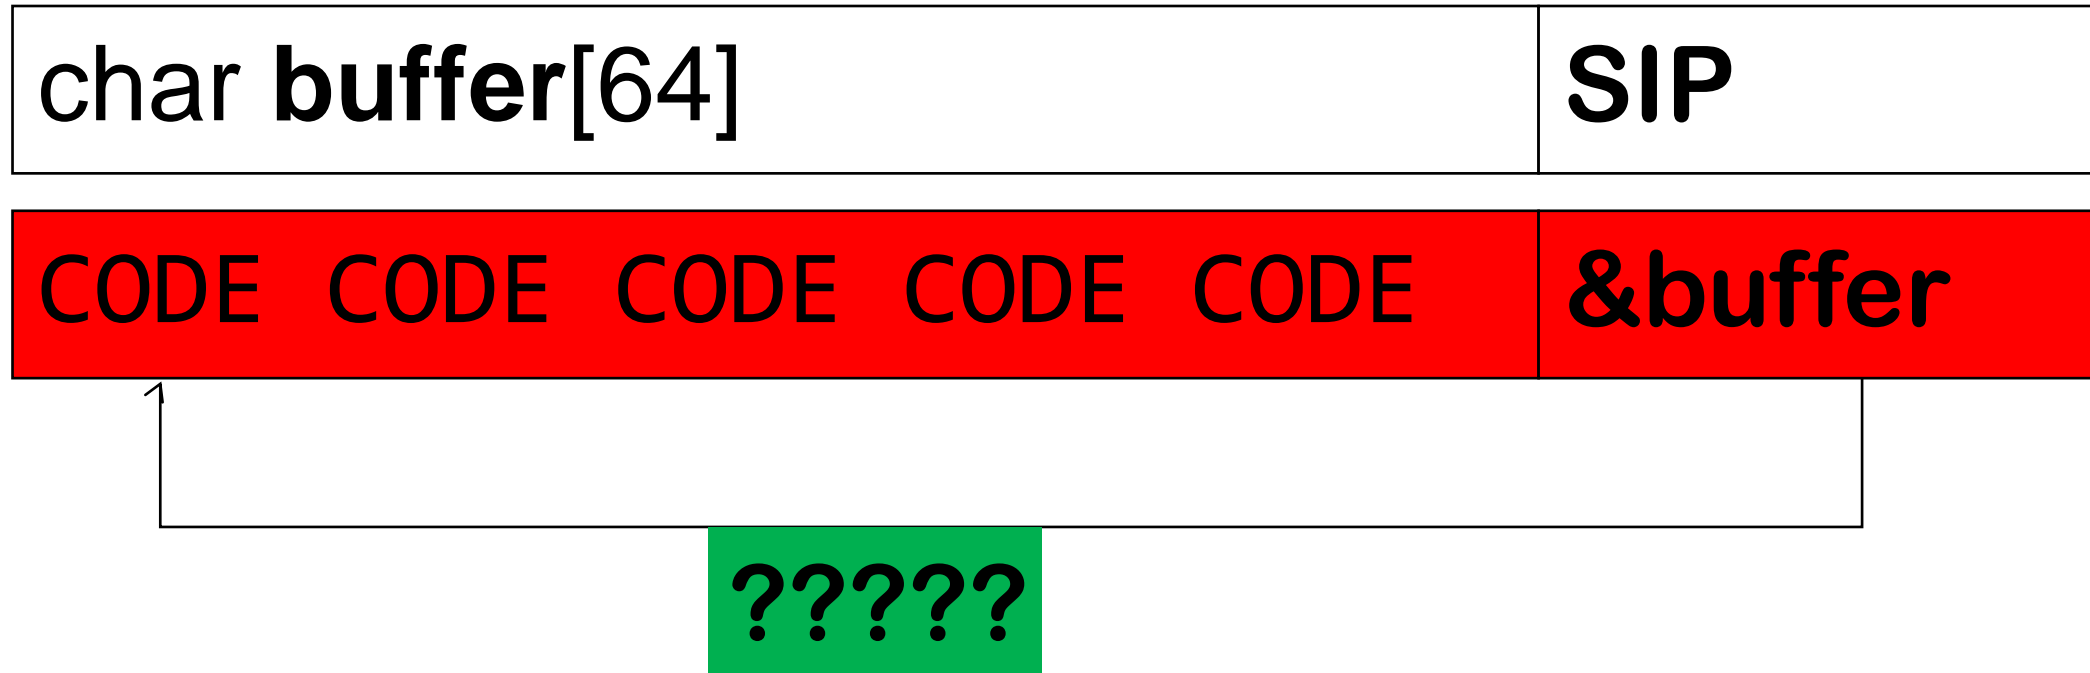 char buffer[64] SIP
CODE CODE CODE CODE CODE &buffer
?????